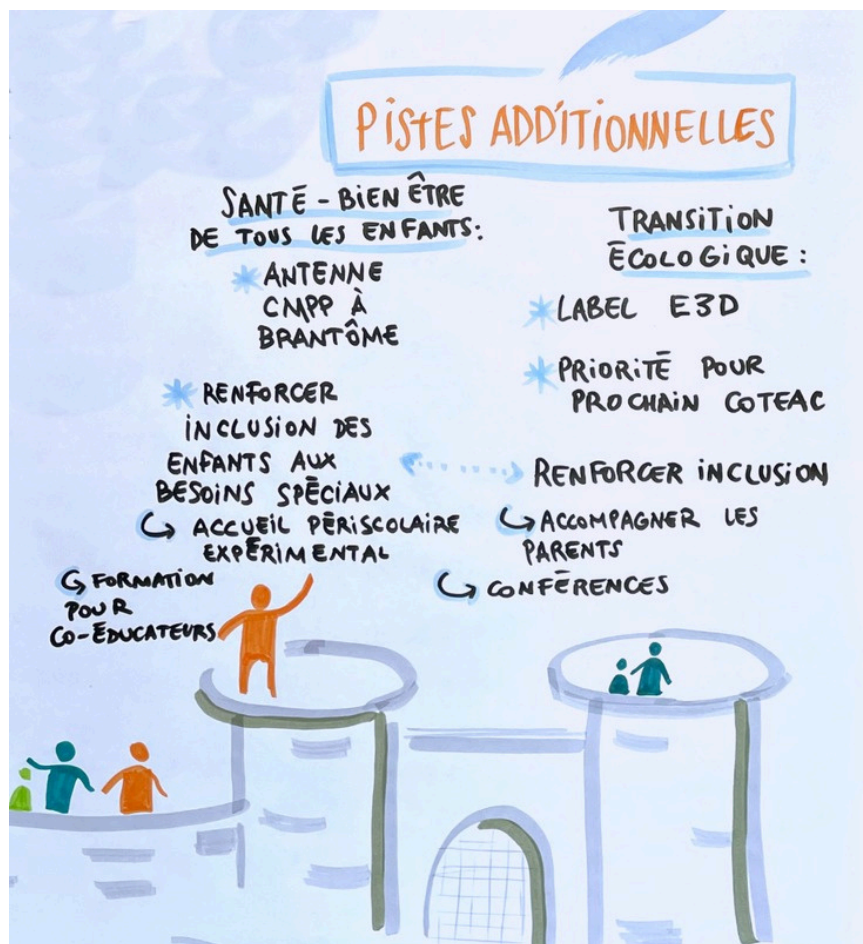 PISTES ADDITIONNELLES
SANTÉ - BIEN ÊTRE
DE TOUS LES ENFANTS:
* ANTENNE
CMPP À
BRANTÔME
* RENFORCER
INCLUSION DES
ENFANTS AUX
BESOINS SPÉCIAUX
↪ ACCUEIL PÉRISCOLAIRE
EXPÉRIMENTAL
↪ FORMATION
POUR
CO-ÉDUCATEURS
TRANSITION
ÉCOLOGIQUE:
* LABEL E3D
* PRIORITÉ POUR
PROCHAIN COTEAC
RENFORCER INCLUSION
↪ ACCOMPAGNER LES
PARENTS
↪ CONFÉRENCES